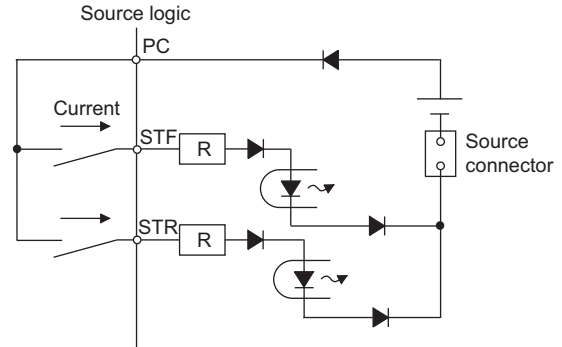 Source logic
PC
Current
STF
R
Source
connector
STR
R